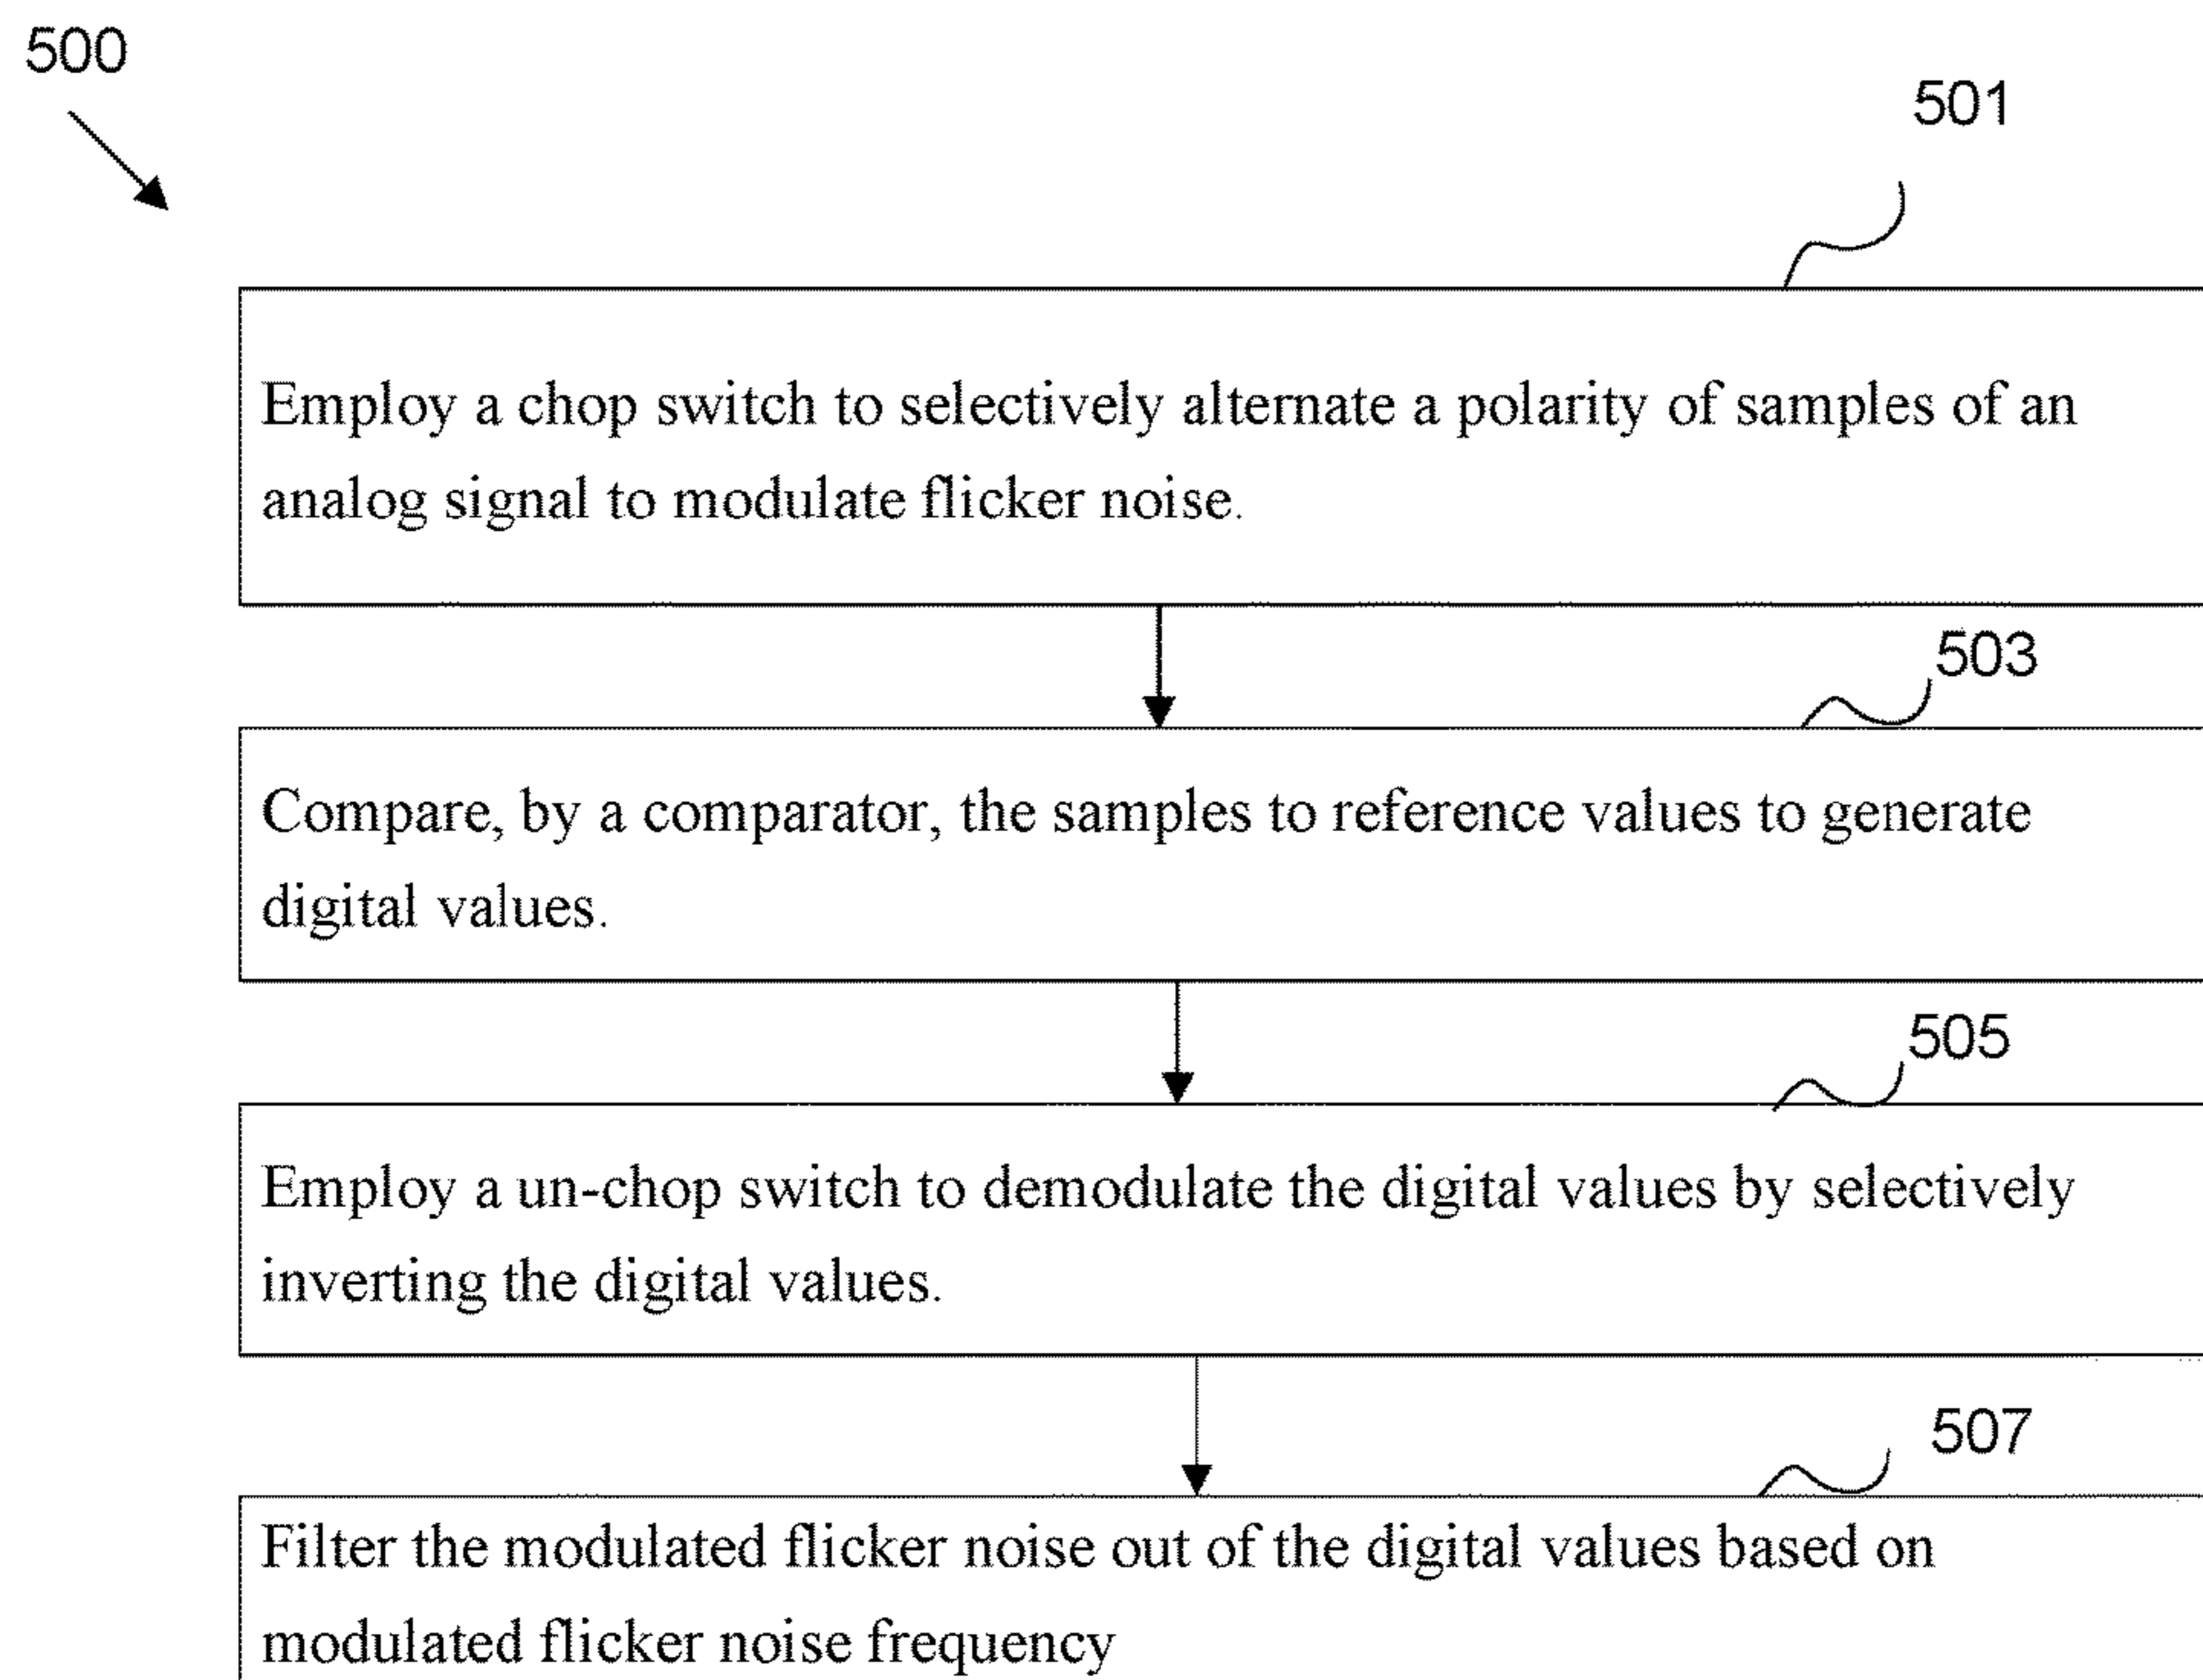 500
501
Employ a chop switch to selectively alternate a polarity of samples of an
analog signal to modulate flicker noise.
503
Compare, by a comparator, the samples to reference values to generate
digital values.
505
Employ a un-chop switch to demodulate the digital values by selectively
inverting the digital values.
507
Filter the modulated flicker noise out of the digital values based on
modulated flicker noise frequency